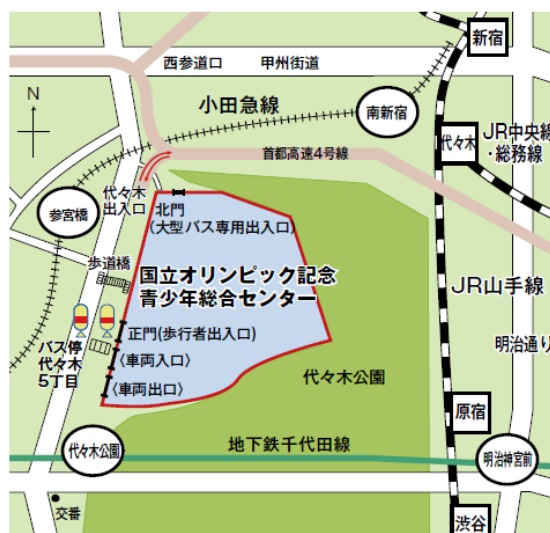 新宿
西参道口
甲州街道
小田急線
南新宿
N
代々木
JR中央線
・総務線
首都高速4号線
代々木
出入口
参宮橋
北門
(大型バス専用出入口)
歩道橋
国立オリンピック記念
青少年総合センター
JR山手線
正門(歩行者出入口)
明治通り
バス停
代々木
5丁目
〈車両入口〉
代々木公園
〈車両出口〉
原宿
代々木公園
地下鉄千代田線
明治神宮前
交番
渋谷